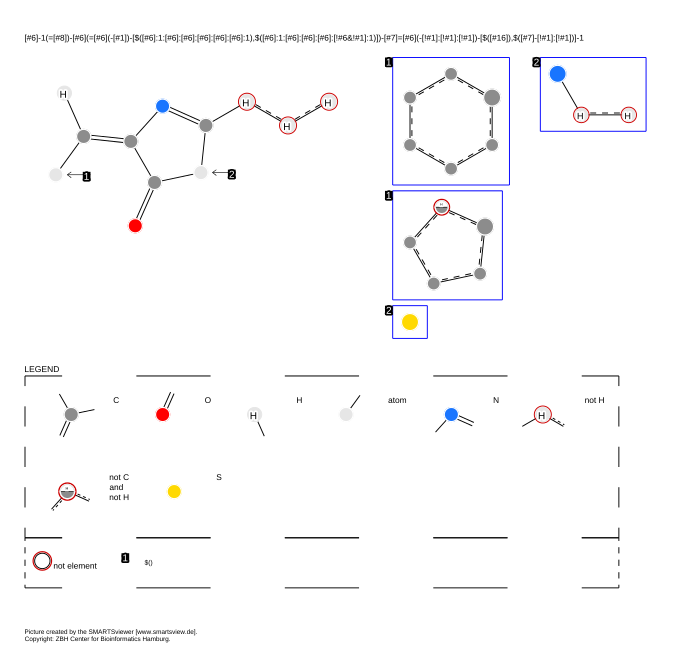 [#6]-1(=[#8])-[#6](=[#6](-[#1])-[$([#6]:1:[#6]:[#6]:[#6]:[#6]:[#6]:1),$([#6]:1:[#6]:[#6]:[#6]:[!#6&!#1]:1)])-[#7]=[#6](-[!#1]:[!#1]:[!#1])-[$([#16]),$([#7]-[!#1]:[!#1])]-1
1 2
H H H H
1 2
H H
1
H
2
LEGEND
C O H atom N not H
H H
not C S
and
not H
H
not element 1 $()
Picture created by the SMARTSviewer [www.smartsview.de].
Copyright: ZBH Center for Bioinformatics Hamburg.